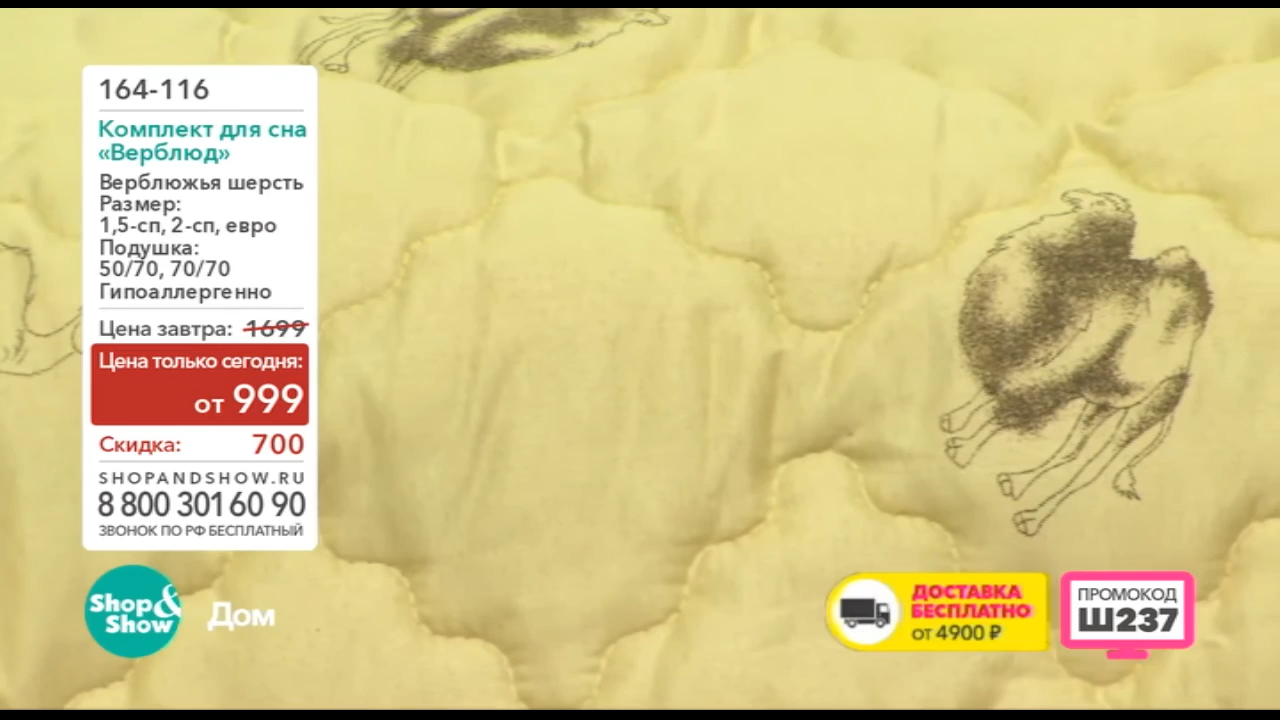 164-116
Комплект для сна
«Верблюд»
Верблюжья шерсть
Размер:
1,5-сп, 2-сп, евро
Подушка:
50/70, 70/70
Гипоаллергенно
Цена завтра: 1699
Цена только сегодня:
от 999
Скидка: 700
SHOPANDSHOW.RU
8 800 301 60 90
ЗВОНОК ПО РФ БЕСПЛАТНЫЙ
Shop&
Show
Дом
ДОСТАВКА
БЕСПЛАТНО
от 4900 ₽
ПРОМОКОД
Ш237